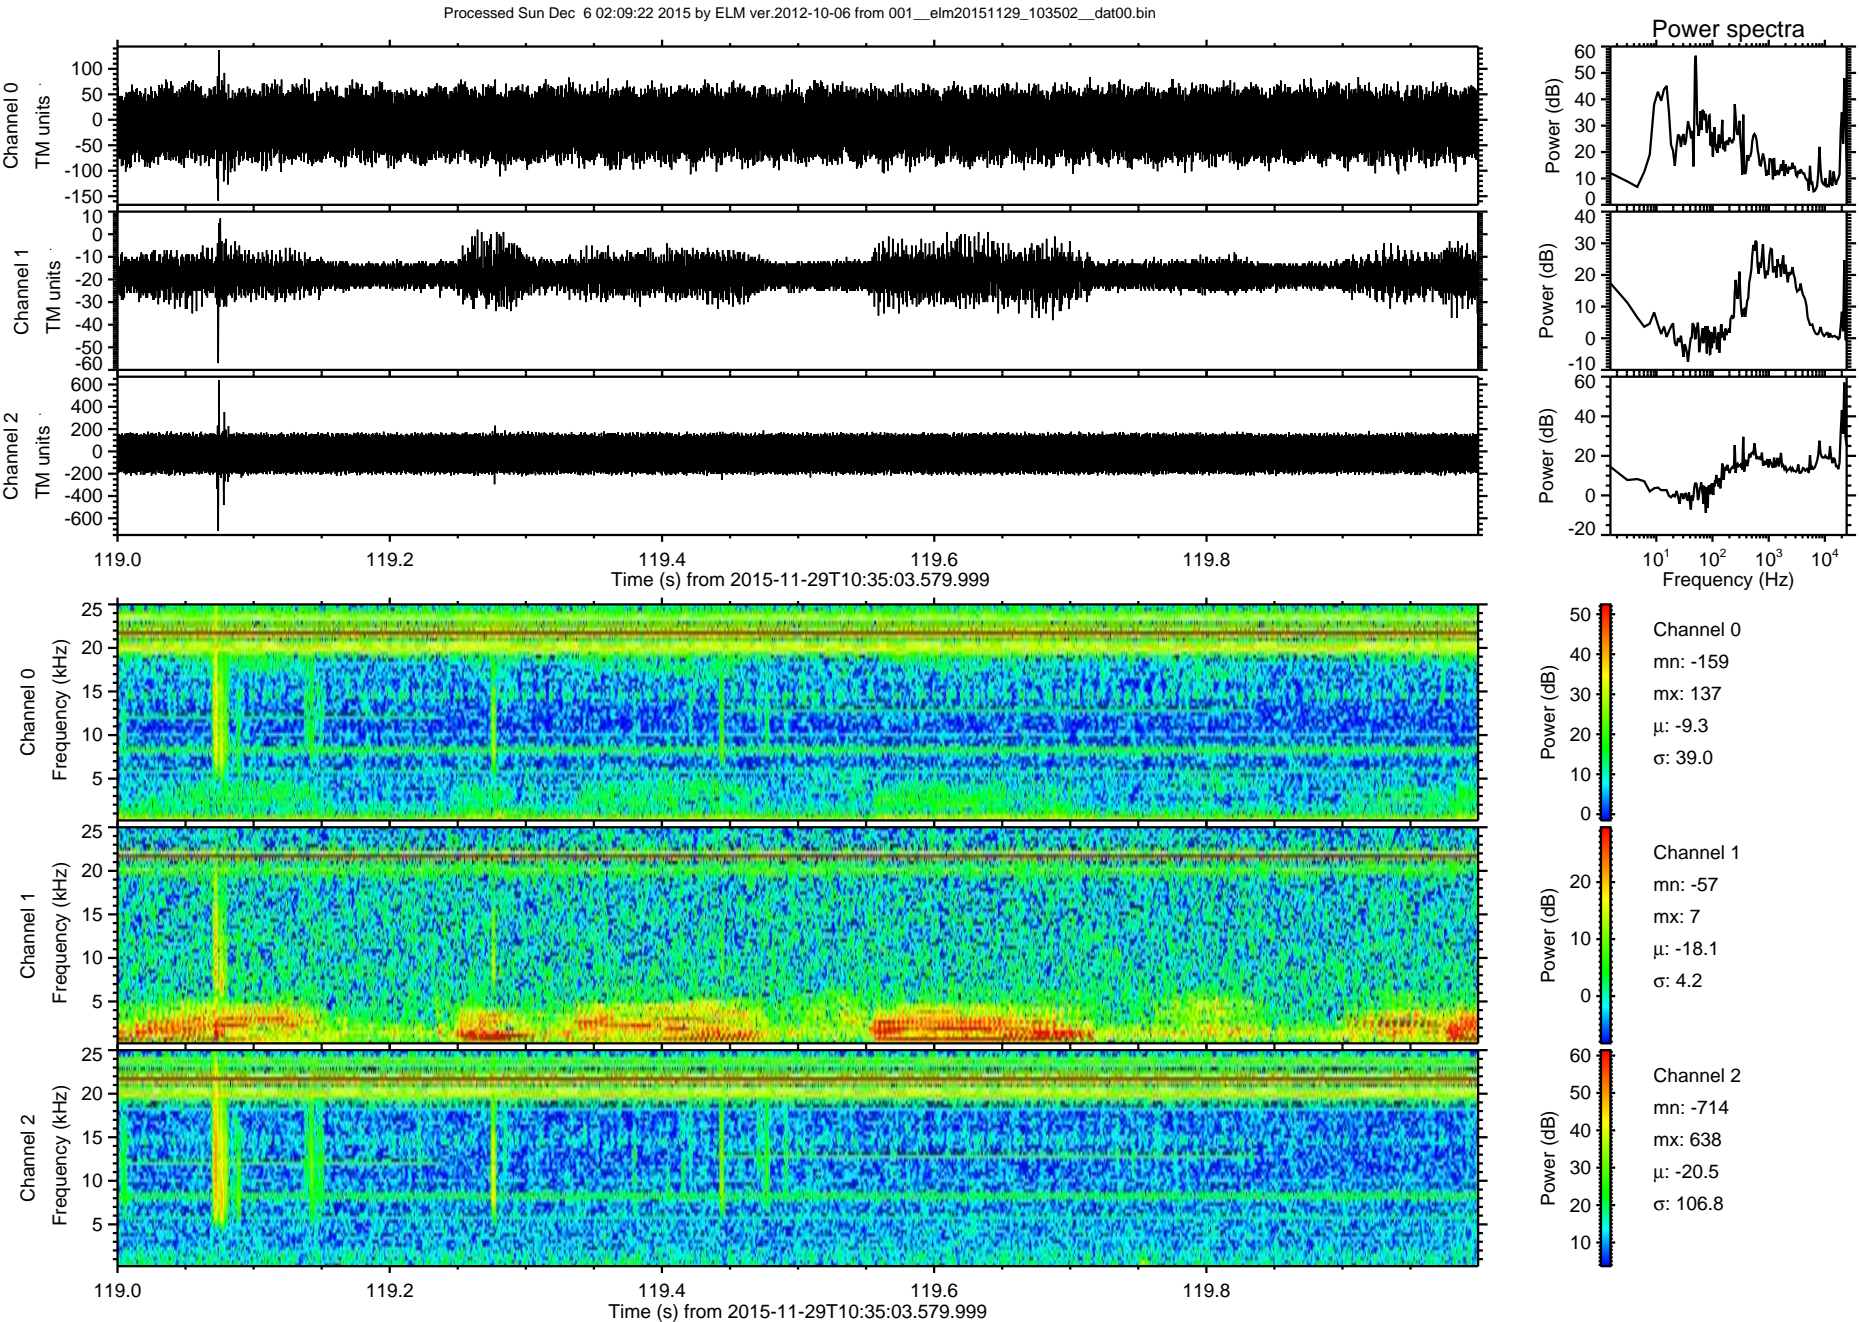 Processed Sun Dec  6 02:09:22 2015 by ELM ver.2012-10-06 from 001__elm20151129_103502__dat00.bin
Power spectra
Channel 0
TM units
100
50
0
-50
-100
-150
Power (dB)
60
50
40
30
20
10
0
Channel 1
TM units
10
0
-10
-20
-30
-40
-50
-60
Power (dB)
40
30
20
10
0
-10
Channel 2
TM units
600
400
200
0
-200
-400
-600
Power (dB)
60
40
20
0
-20
119.0 119.2 119.4 119.6 119.8
Time (s) from 2015-11-29T10:35:03.579.999
10¹ 10² 10³ 10⁴
Frequency (Hz)
Channel 0
Frequency (kHz)
25
20
15
10
5
Power (dB)
50
40
30
20
10
0
Channel 0
mn: -159
mx: 137
μ: -9.3
σ: 39.0
Channel 1
Frequency (kHz)
25
20
15
10
5
Power (dB)
20
10
0
Channel 1
mn: -57
mx: 7
μ: -18.1
σ: 4.2
Channel 2
Frequency (kHz)
25
20
15
10
5
Power (dB)
60
50
40
30
20
10
Channel 2
mn: -714
mx: 638
μ: -20.5
σ: 106.8
119.0 119.2 119.4 119.6 119.8
Time (s) from 2015-11-29T10:35:03.579.999